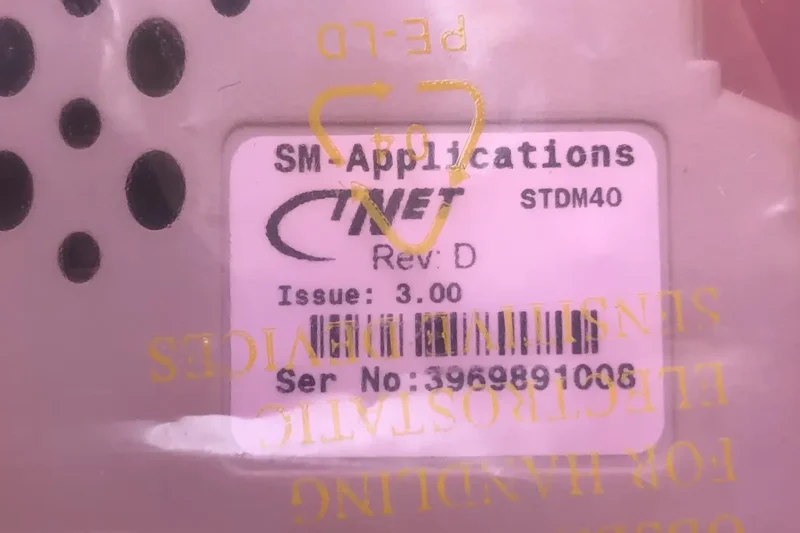 PE-LD
04
SM-Applications
CTNET STDM40
Rev: D
Issue: 3.00
Ser No:3969891008
SENSITIVE DEVICES
ELECTROSTATIC
FOR HANDLING